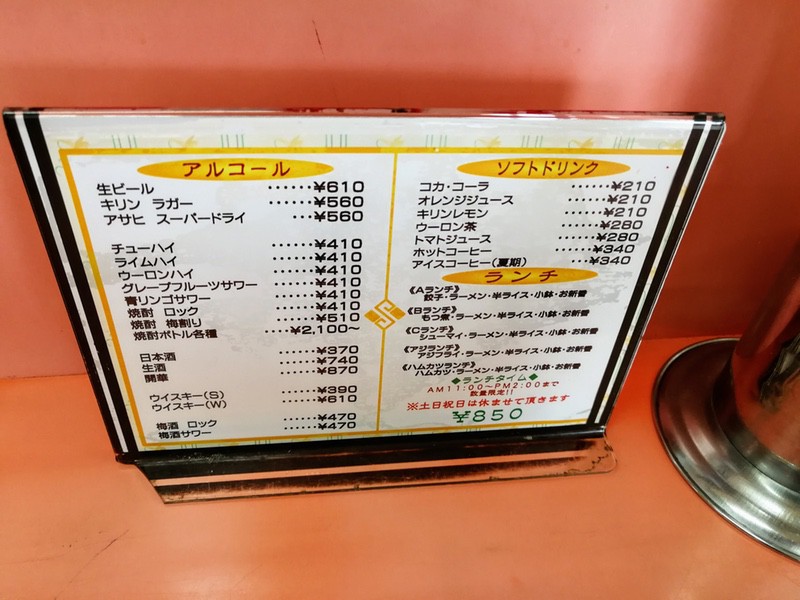 アルコール
生ビール ‥‥‥¥610
キリン ラガー ‥‥‥¥560
アサヒ スーパードライ ‥¥560
チューハイ ‥‥‥¥410
ライムハイ ‥‥‥¥410
ウーロンハイ ‥‥‥¥410
グレープフルーツサワー ‥‥‥¥410
青リンゴサワー ‥‥‥¥410
焼酎 ロック ‥‥‥¥410
焼酎 梅割り ‥‥‥¥510
焼酎ボトル各種 ‥¥2,100~
日本酒 ‥‥‥¥370
生酒 ‥‥‥¥740
開華 ‥‥‥¥870
ウイスキー(S) ‥‥‥¥390
ウイスキー(W) ‥‥‥¥610
梅酒 ロック ‥‥‥¥470
梅酒サワー ‥‥‥¥470
ソフトドリンク
コカ・コーラ ‥‥‥¥210
オレンジジュース ‥‥‥¥210
キリンレモン ‥‥‥¥210
ウーロン茶 ‥‥‥¥280
トマトジュース ‥‥‥¥280
ホットコーヒー ‥‥‥¥340
アイスコーヒー(夏期) ‥¥340
ランチ
《Aランチ》
餃子・ラーメン・半ライス・小鉢・お新香
《Bランチ》
もつ煮・ラーメン・半ライス・小鉢・お新香
《Cランチ》
シューマイ・ラーメン・半ライス・小鉢・お新香
《アジランチ》
アジフライ・ラーメン・半ライス・小鉢・お新香
《ハムカツランチ》
ハムカツ・ラーメン・半ライス・小鉢・お新香
◆ランチタイム◆
AM11:00~PM2:00まで
数量限定!!
※土日祝日は休ませて頂きます
¥850